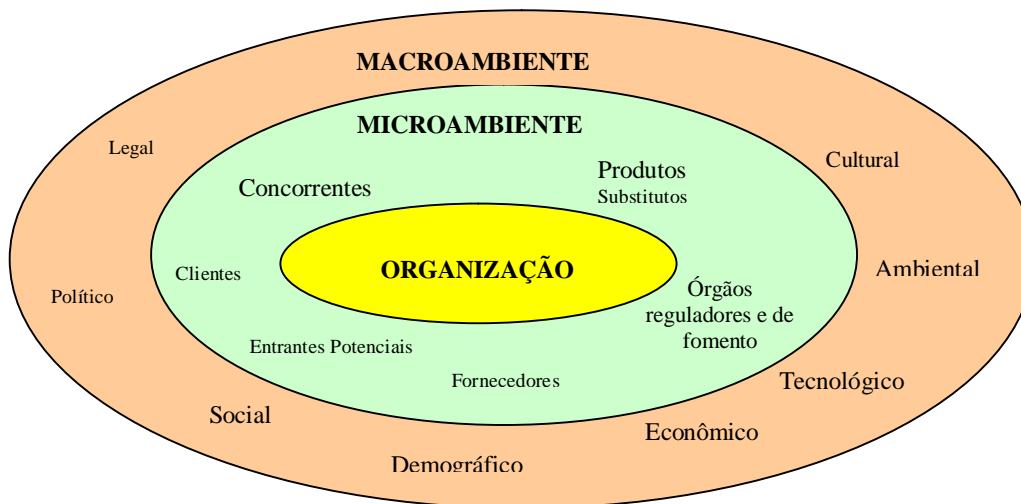 MACROAMBIENTE
MICROAMBIENTE
Legal
Cultural
Produtos
Substitutos
Concorrentes
ORGANIZAÇÃO
Clientes
Ambiental
Político
Órgãos
reguladores e de
fomento
Entrantes Potenciais
Fornecedores
Tecnológico
Social
Econômico
Demográfico